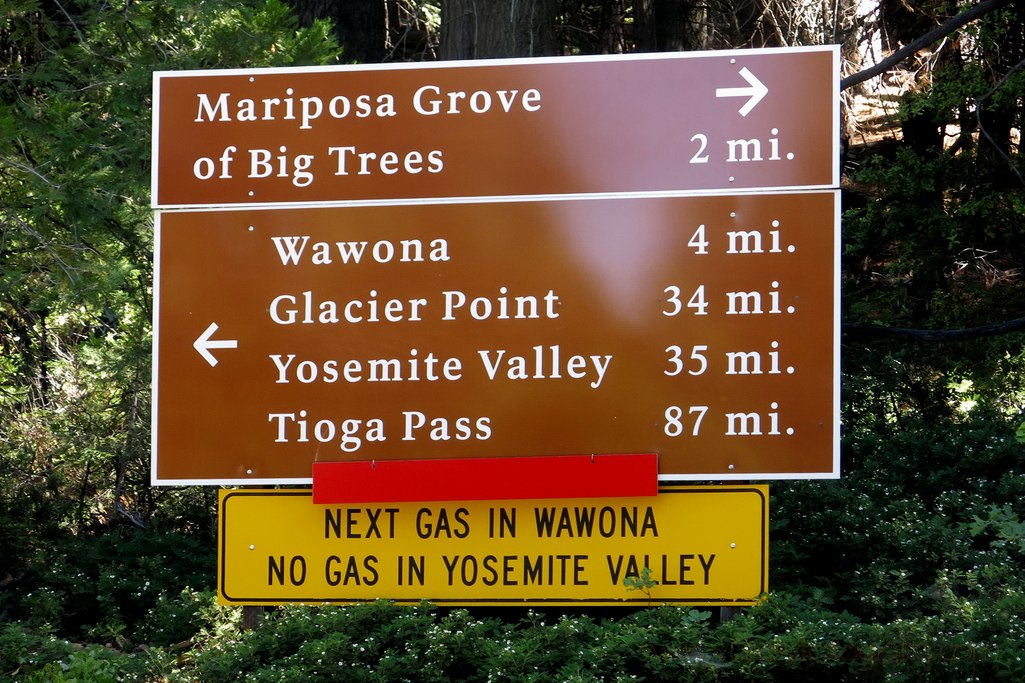 Mariposa Grove →
of Big Trees 2 mi.
Wawona 4 mi.
Glacier Point 34 mi.
← Yosemite Valley 35 mi.
Tioga Pass 87 mi.
NEXT GAS IN WAWONA
NO GAS IN YOSEMITE VALLEY